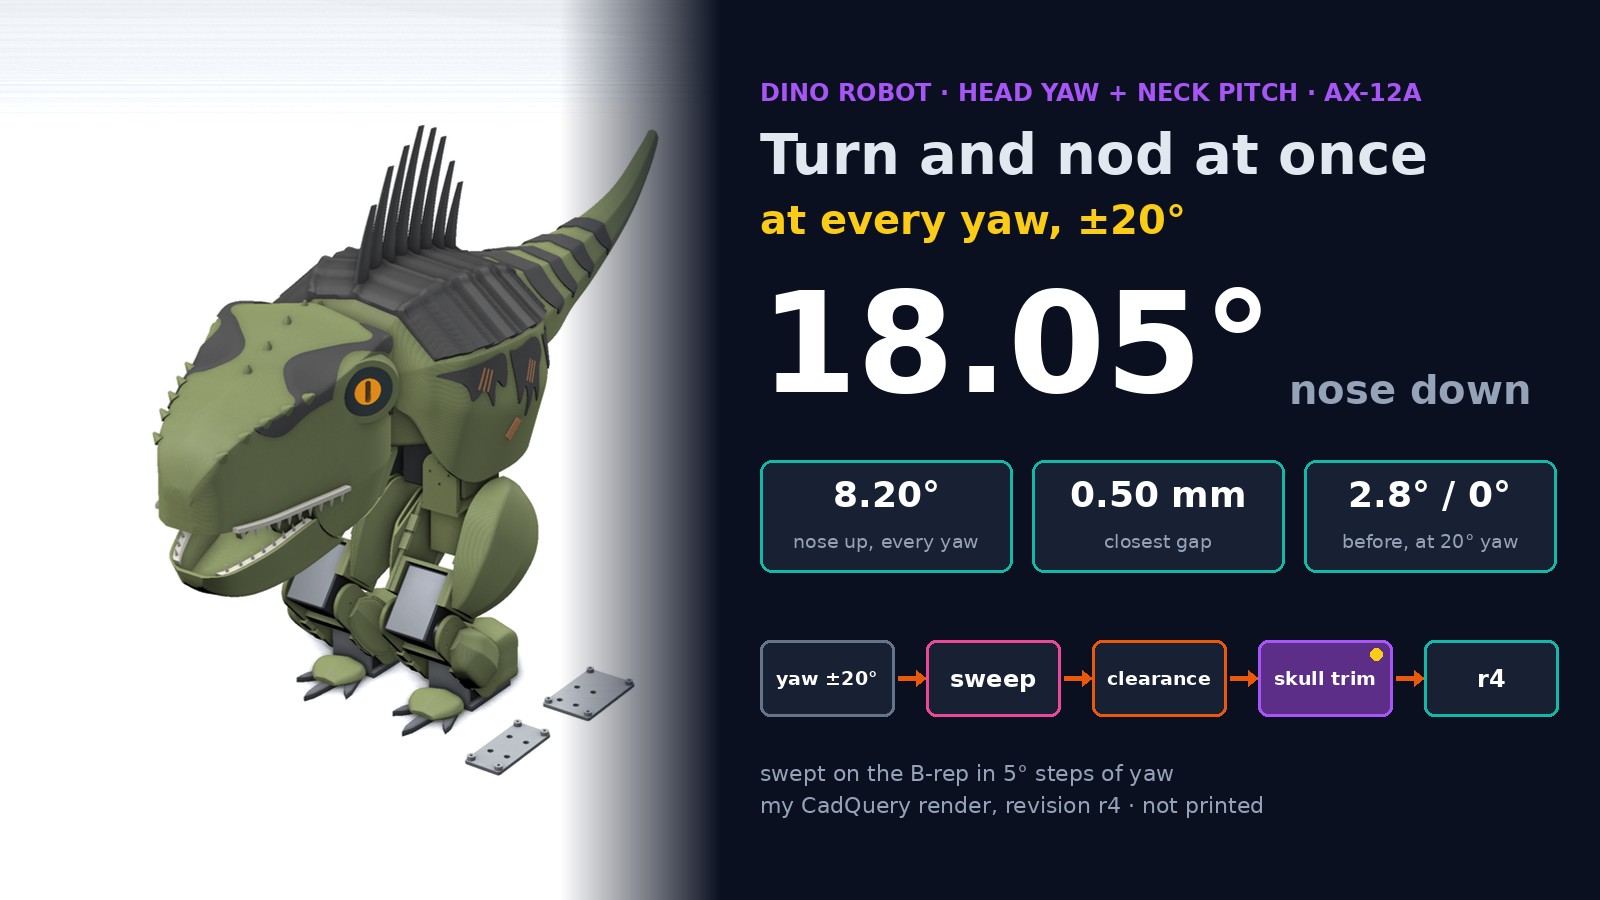 DINO ROBOT · HEAD YAW + NECK PITCH · AX-12A
Turn and nod at once
at every yaw, ±20°
18.05° nose down
8.20°
nose up, every yaw
0.50 mm
closest gap
2.8° / 0°
before, at 20° yaw
yaw ±20°
sweep
clearance
skull trim
r4
swept on the B-rep in 5° steps of yaw
my CadQuery render, revision r4 · not printed